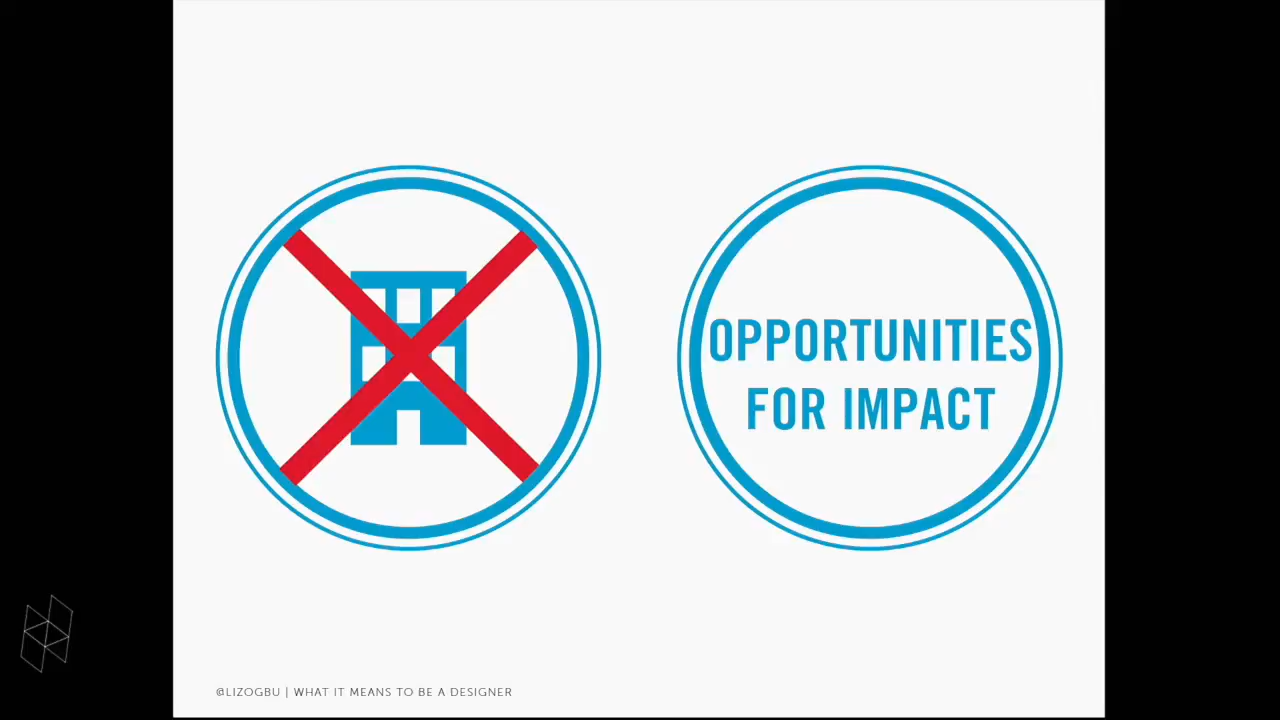 OPPORTUNITIES
FOR IMPACT
@LIZOGBU | WHAT IT MEANS TO BE A DESIGNER